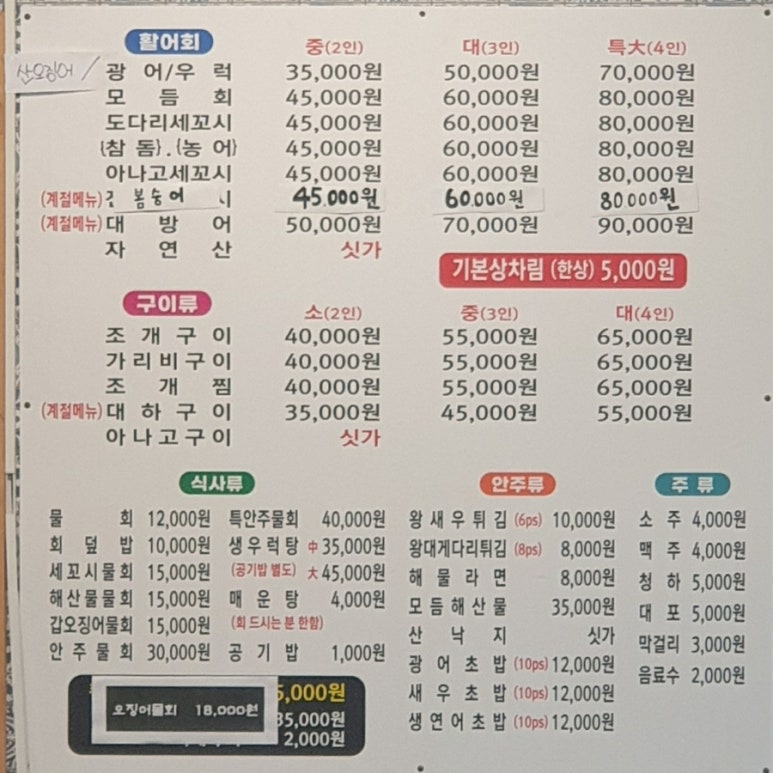 활어회 중(2인) 대(3인) 특大(4인)
산오징어/광어/우럭 35,000원 50,000원 70,000원
모듬회 45,000원 60,000원 80,000원
도다리세꼬시 45,000원 60,000원 80,000원
{참돔}.{농어} 45,000원 60,000원 80,000원
아나고세꼬시 45,000원 60,000원 80,000원
(계절메뉴) 봄숭어 45.000원 60.000원 80.000원
(계절메뉴)대방어 50,000원 70,000원 90,000원
자연산 싯가
기본상차림 (한상) 5,000원
구이류 소(2인) 중(3인) 대(4인)
조개구이 40,000원 55,000원 65,000원
가리비구이 40,000원 55,000원 65,000원
조개찜 40,000원 55,000원 65,000원
(계절메뉴)대하구이 35,000원 45,000원 55,000원
아나고구이 싯가
식사류
물회 12,000원
회덮밥 10,000원
세꼬시물회 15,000원
해산물물회 15,000원
갑오징어물회 15,000원
안주물회 30,000원
특안주물회 40,000원
생우럭탕 中 35,000원
(공기밥 별도) 大 45,000원
매운탕 4,000원
(회 드시는 분 한함)
공기밥 1,000원
5,000원
오징어물회 18,000원
35,000원
2,000원
안주류
왕새우튀김 (6ps) 10,000원
왕대게다리튀김 (8ps) 8,000원
해물라면 8,000원
모듬해산물 35,000원
산낙지 싯가
광어초밥 (10ps) 12,000원
새우초밥 (10ps) 12,000원
생연어초밥 (10ps) 12,000원
주류
소주 4,000원
맥주 4,000원
청하 5,000원
대포 5,000원
막걸리 3,000원
음료수 2,000원